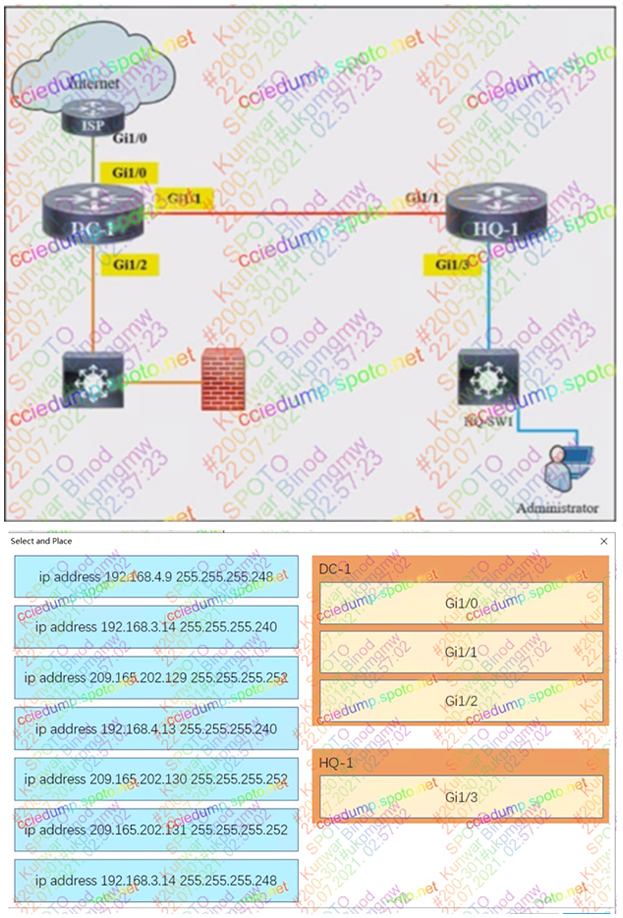 Internet
ISP
Gi1/0
Gi1/0
Gi1/1
Gi1/1
DC-1
HQ-1
Gi1/2
Gi1/3
HQ-SW1
Administrator
Select and Place
ip address 192.168.4.9 255.255.255.248
ip address 192.168.3.14 255.255.255.240
ip address 209.165.202.129 255.255.255.252
ip address 192.168.4.13 255.255.255.240
ip address 209.165.202.130 255.255.255.252
ip address 209.165.202.131 255.255.255.252
ip address 192.168.3.14 255.255.255.248
DC-1
Gi1/0
Gi1/1
Gi1/2
HQ-1
Gi1/3
cciedump.spoto.net
SPOTO Binod
Kunwar
#200-301#ukpmgmw
22.07.2021. 02:57:23
22.07.2021. 02:57:02